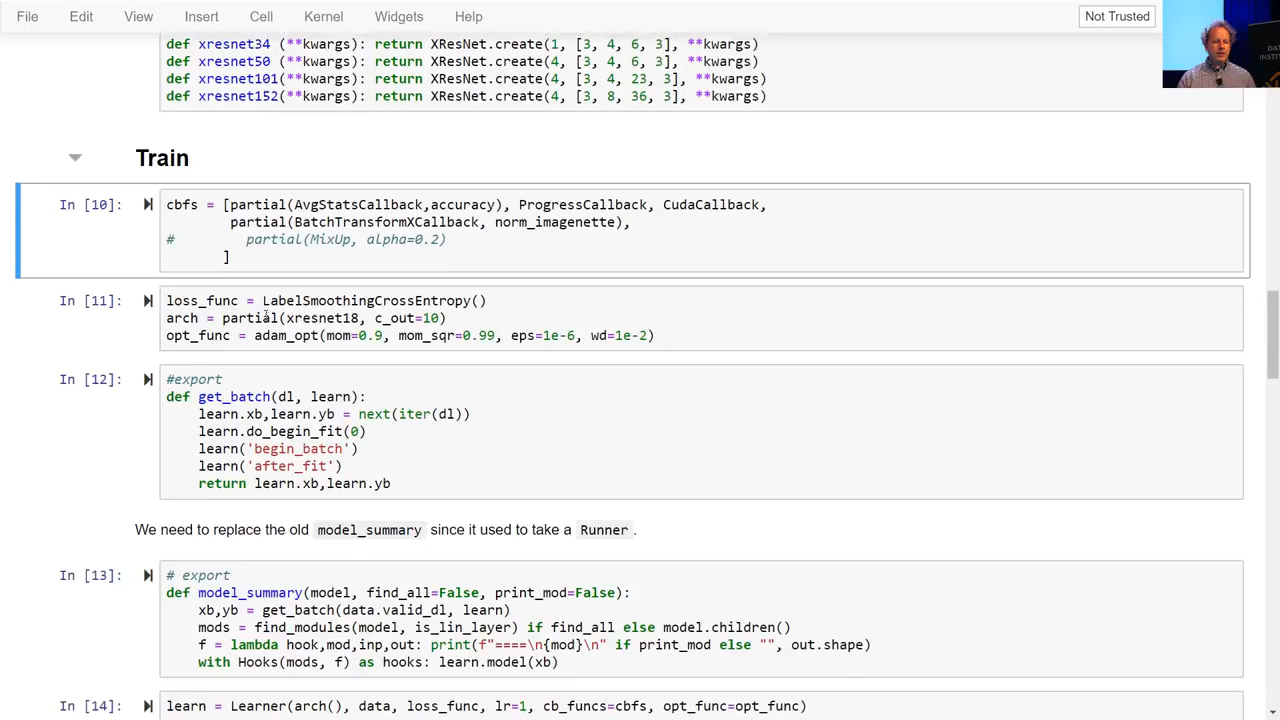 File Edit View Insert Cell Kernel Widgets Help Not Trusted
def xresnet34 (**kwargs): return XResNet.create(1, [3, 4, 6, 3], **kwargs)
def xresnet50 (**kwargs): return XResNet.create(4, [3, 4, 6, 3], **kwargs)
def xresnet101(**kwargs): return XResNet.create(4, [3, 4, 23, 3], **kwargs)
def xresnet152(**kwargs): return XResNet.create(4, [3, 8, 36, 3], **kwargs)
Train
In [10]: cbfs = [partial(AvgStatsCallback,accuracy), ProgressCallback, CudaCallback,
partial(BatchTransformXCallback, norm_imagenette),
# partial(MixUp, alpha=0.2)
]
In [11]: loss_func = LabelSmoothingCrossEntropy()
arch = partial(xresnet18, c_out=10)
opt_func = adam_opt(mom=0.9, mom_sqr=0.99, eps=1e-6, wd=1e-2)
In [12]: #export
def get_batch(dl, learn):
learn.xb,learn.yb = next(iter(dl))
learn.do_begin_fit(0)
learn('begin_batch')
learn('after_fit')
return learn.xb,learn.yb
We need to replace the old model_summary since it used to take a Runner.
In [13]: # export
def model_summary(model, find_all=False, print_mod=False):
xb,yb = get_batch(data.valid_dl, learn)
mods = find_modules(model, is_lin_layer) if find_all else model.children()
f = lambda hook,mod,inp,out: print(f"====\n{mod}\n" if print_mod else "", out.shape)
with Hooks(mods, f) as hooks: learn.model(xb)
In [14]: learn = Learner(arch(), data, loss_func, lr=1, cb_funcs=cbfs, opt_func=opt_func)